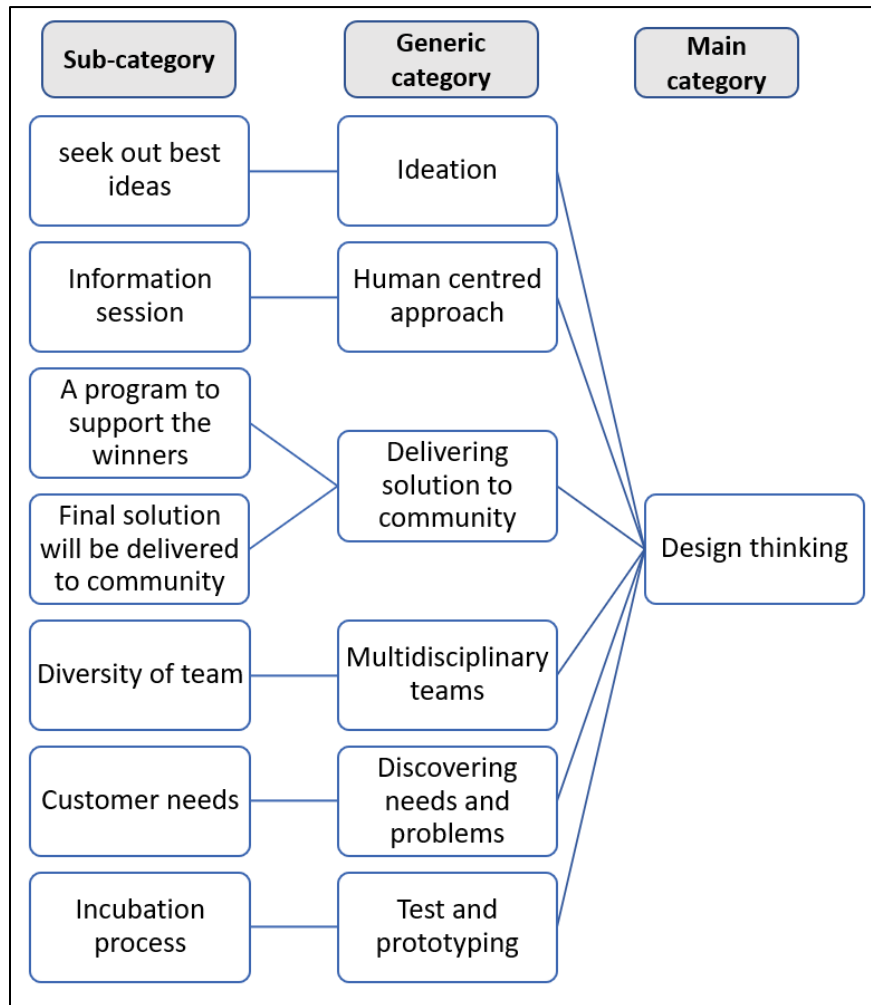 Sub-category
Generic
category
Main
category
seek out best
ideas
Ideation
Information
session
Human centred
approach
A program to
support the
winners
Final solution
will be delivered
to community
Delivering
solution to
community
Design thinking
Diversity of team
Multidisciplinary
teams
Customer needs
Discovering
needs and
problems
Incubation
process
Test and
prototyping